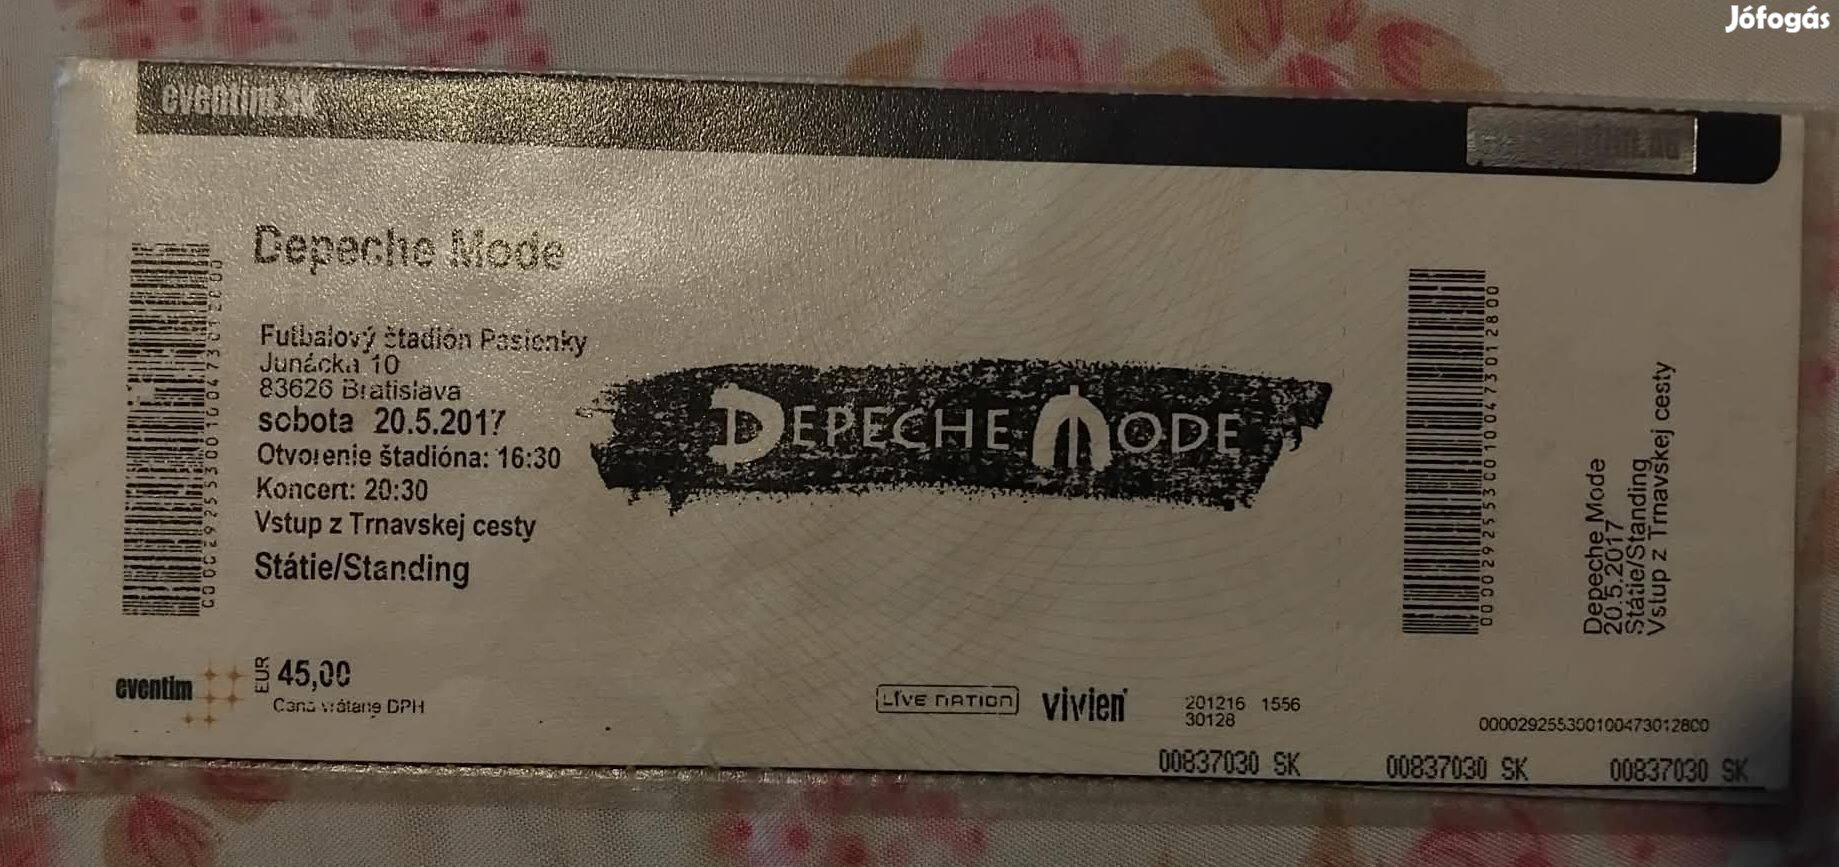 Jófogás
eventim.sk
Depeche Mode
Futbalový štadión Pasienky
Junácka 10
83626 Bratislava
sobota 20.5.2017
Otvorenie štadióna: 16:30
Koncert: 20:30
Vstup z Trnavskej cesty
Státie/Standing
DEPECHE MODE
eventim
EUR 45,00
Cena vrátane DPH
LIVE NATION
vivien
201216 1556
30128
000029255300100473012800
000029255300100473012800
000029255300100473012800
Depeche Mode
20.5.2017
Státie/Standing
Vstup z Trnavskej cesty
00837030 SK
00837030 SK
00837030 SK